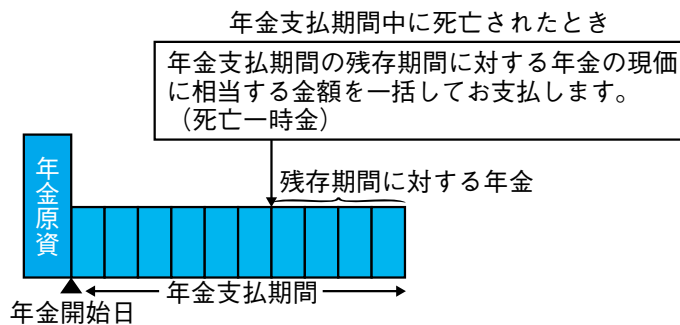 年金支払期間中に死亡されたとき
年金支払期間の残存期間に対する年金の現価
に相当する金額を一括してお支払します。
（死亡一時金）
年金原資
残存期間に対する年金
年金支払期間
年金開始日